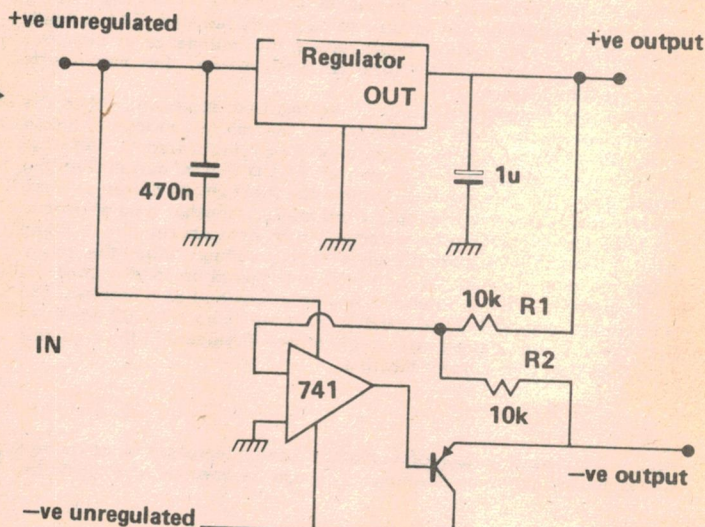 +ve unregulated
+ve output
Regulator
OUT
470n
1u
10k R1
IN
R2
741
10k
−ve output
−ve unregulated